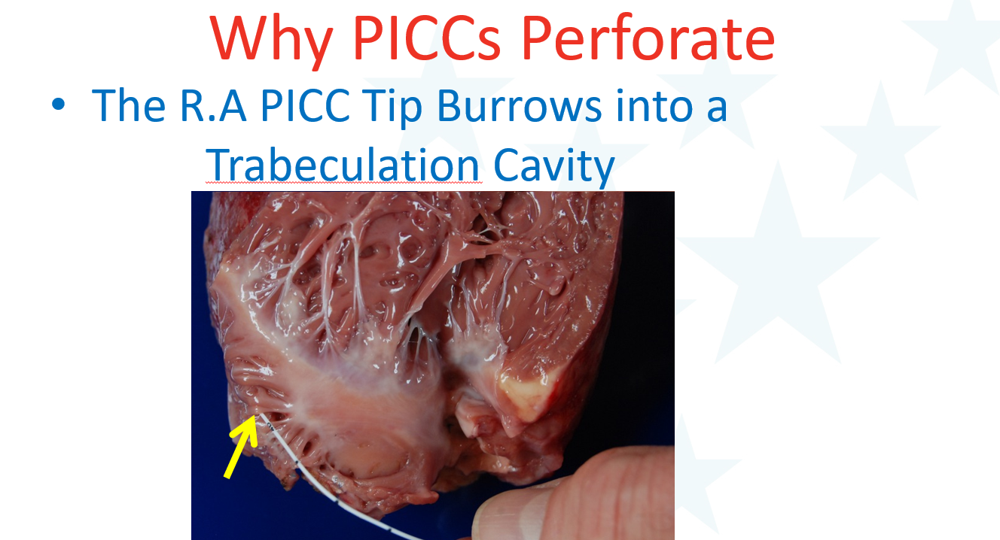 Why PICCs Perforate
• The R.A PICC Tip Burrows into a
Trabeculation Cavity